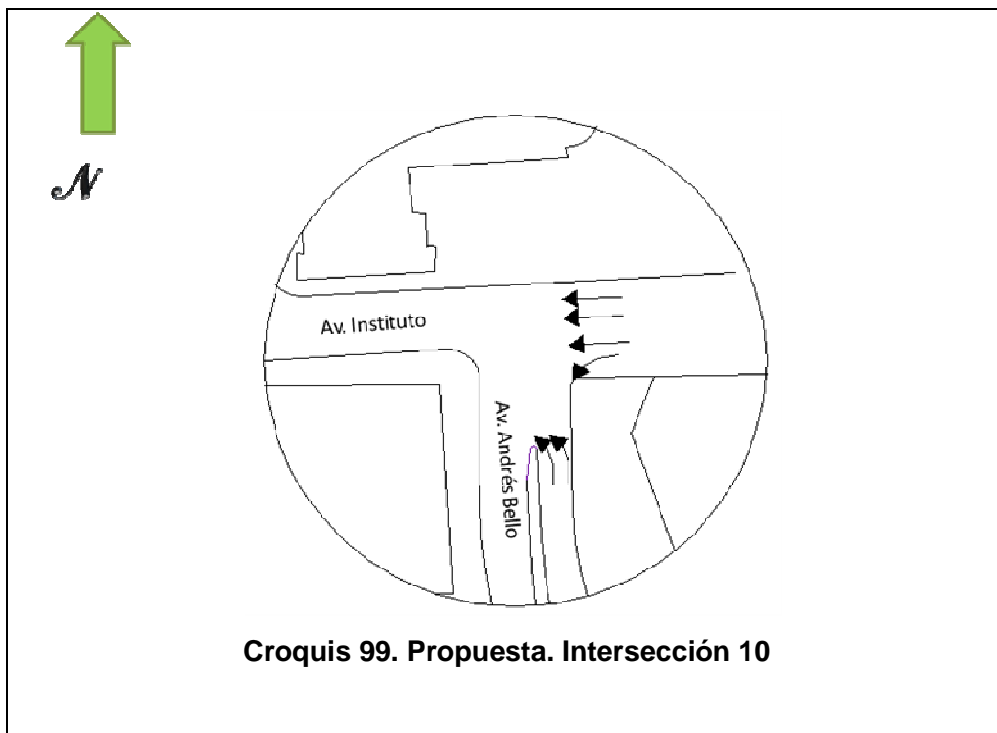 N
Av. Instituto
Av. Andrés Bello
Croquis 99. Propuesta. Intersección 10